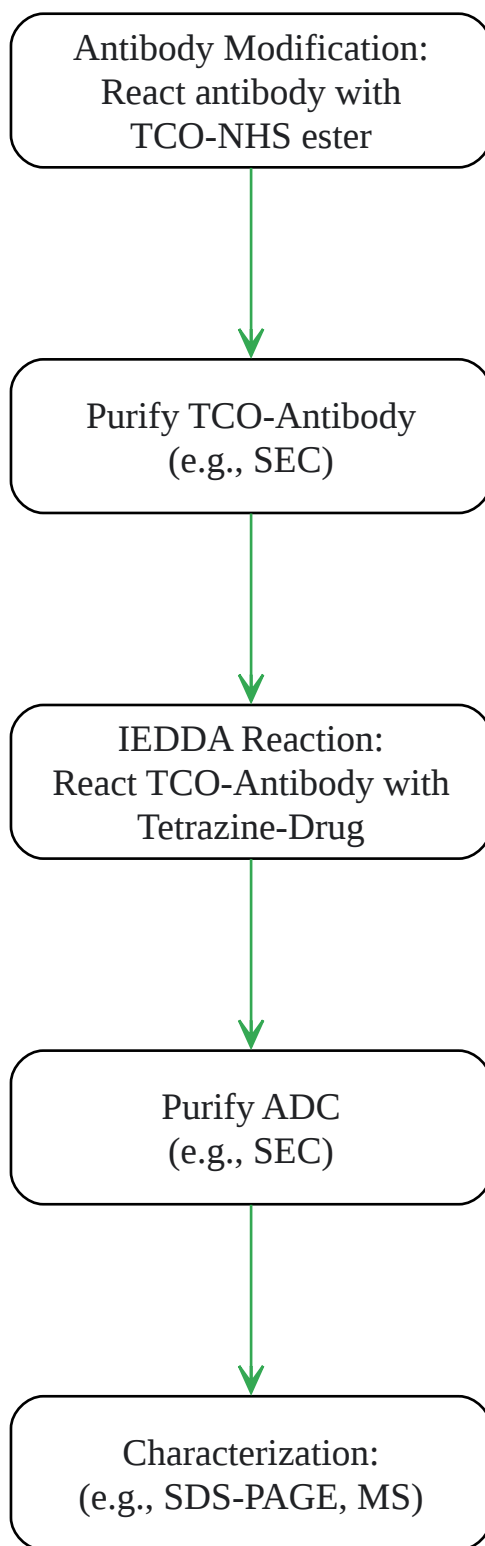 Antibody Modification:
React antibody with
TCO-NHS ester
Purify TCO-Antibody
(e.g., SEC)
IEDDA Reaction:
React TCO-Antibody with
Tetrazine-Drug
Purify ADC
(e.g., SEC)
Characterization:
(e.g., SDS-PAGE, MS)